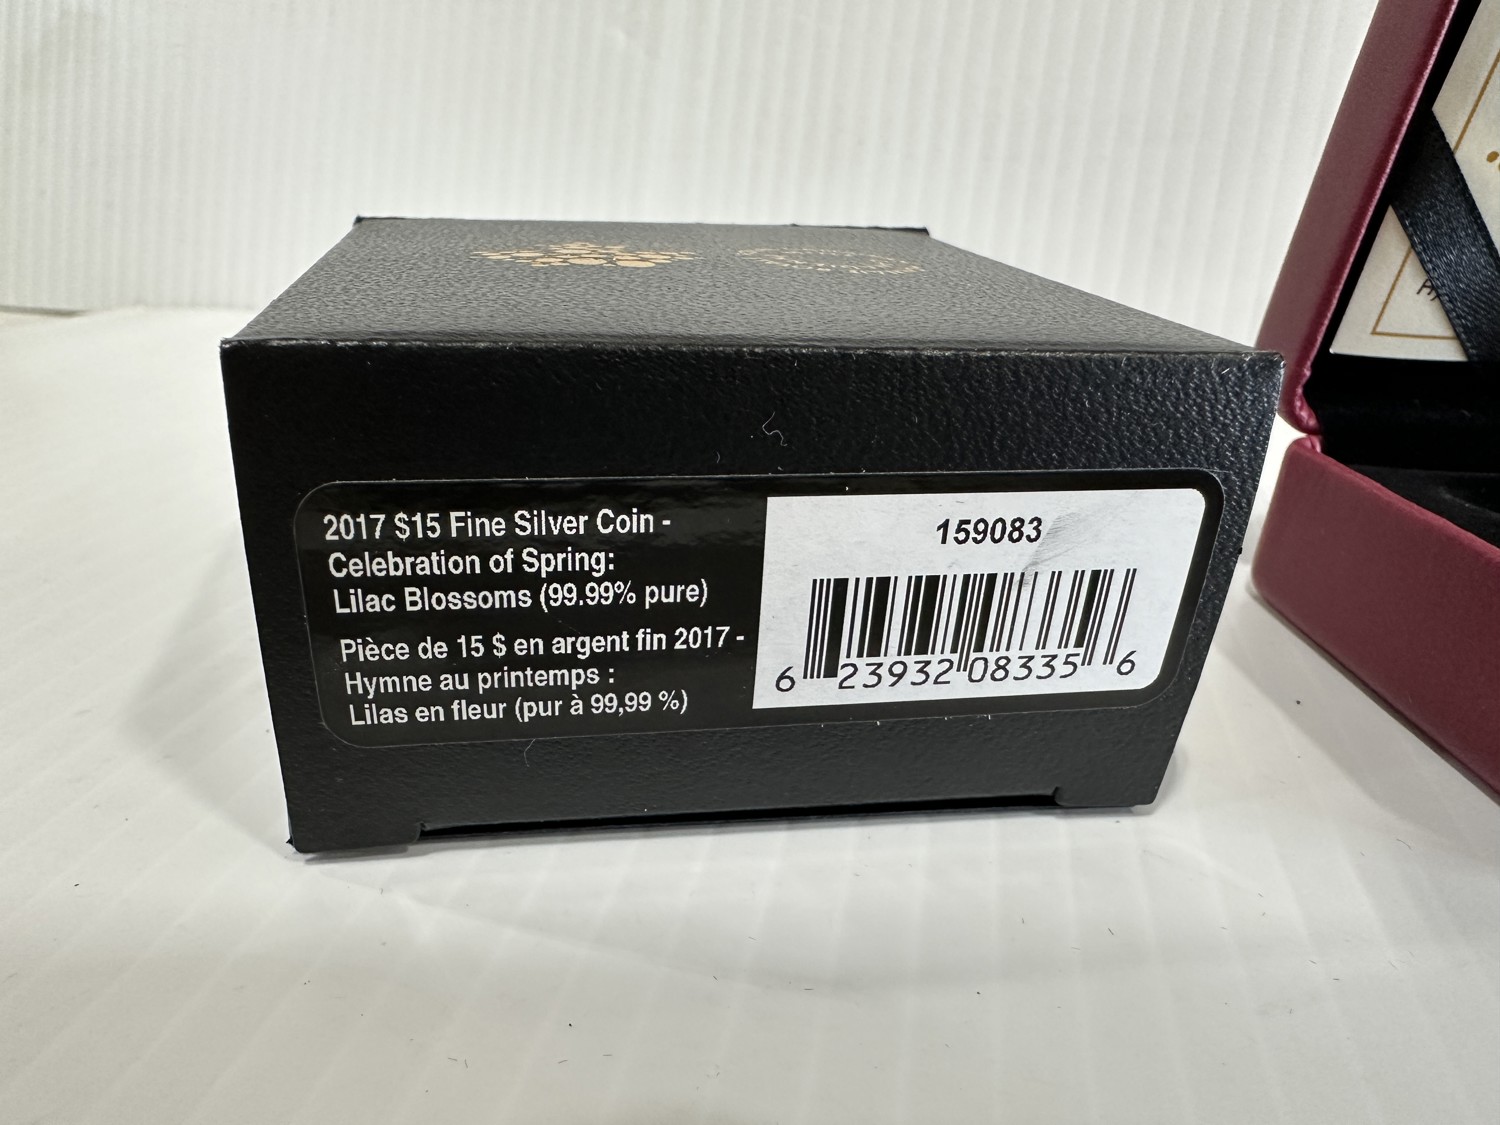 2017 $15 Fine Silver Coin -
Celebration of Spring:
Lilac Blossoms (99.99% pure)
Pièce de 15 $ en argent fin 2017 -
Hymne au printemps :
Lilas en fleur (pur à 99,99 %)
159083
6 23932 08335 6